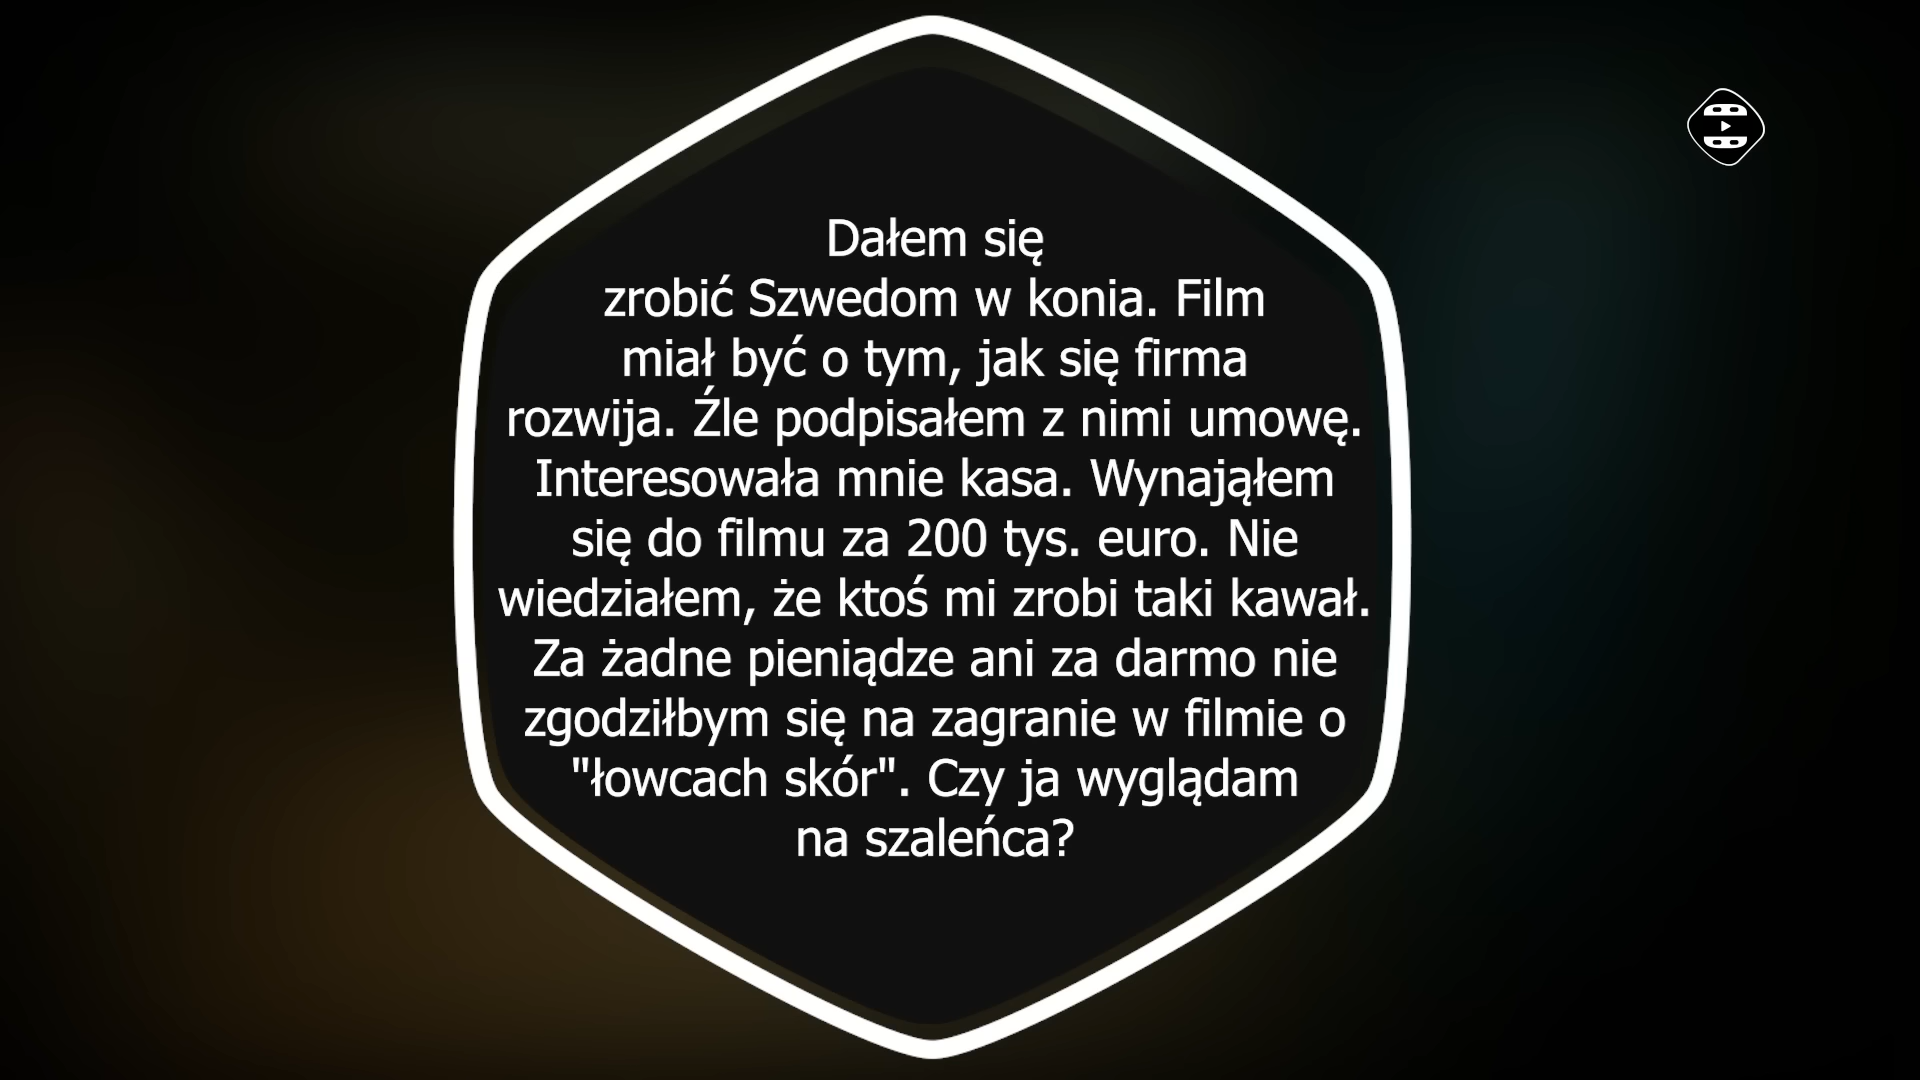 Dałem się
zrobić Szwedom w konia. Film
miał być o tym, jak się firma
rozwija. Źle podpisałem z nimi umowę.
Interesowała mnie kasa. Wynająłem
się do filmu za 200 tys. euro. Nie
wiedziałem, że ktoś mi zrobi taki kawał.
Za żadne pieniądze ani za darmo nie
zgodziłbym się na zagranie w filmie o
"łowcach skór". Czy ja wyglądam
na szaleńca?